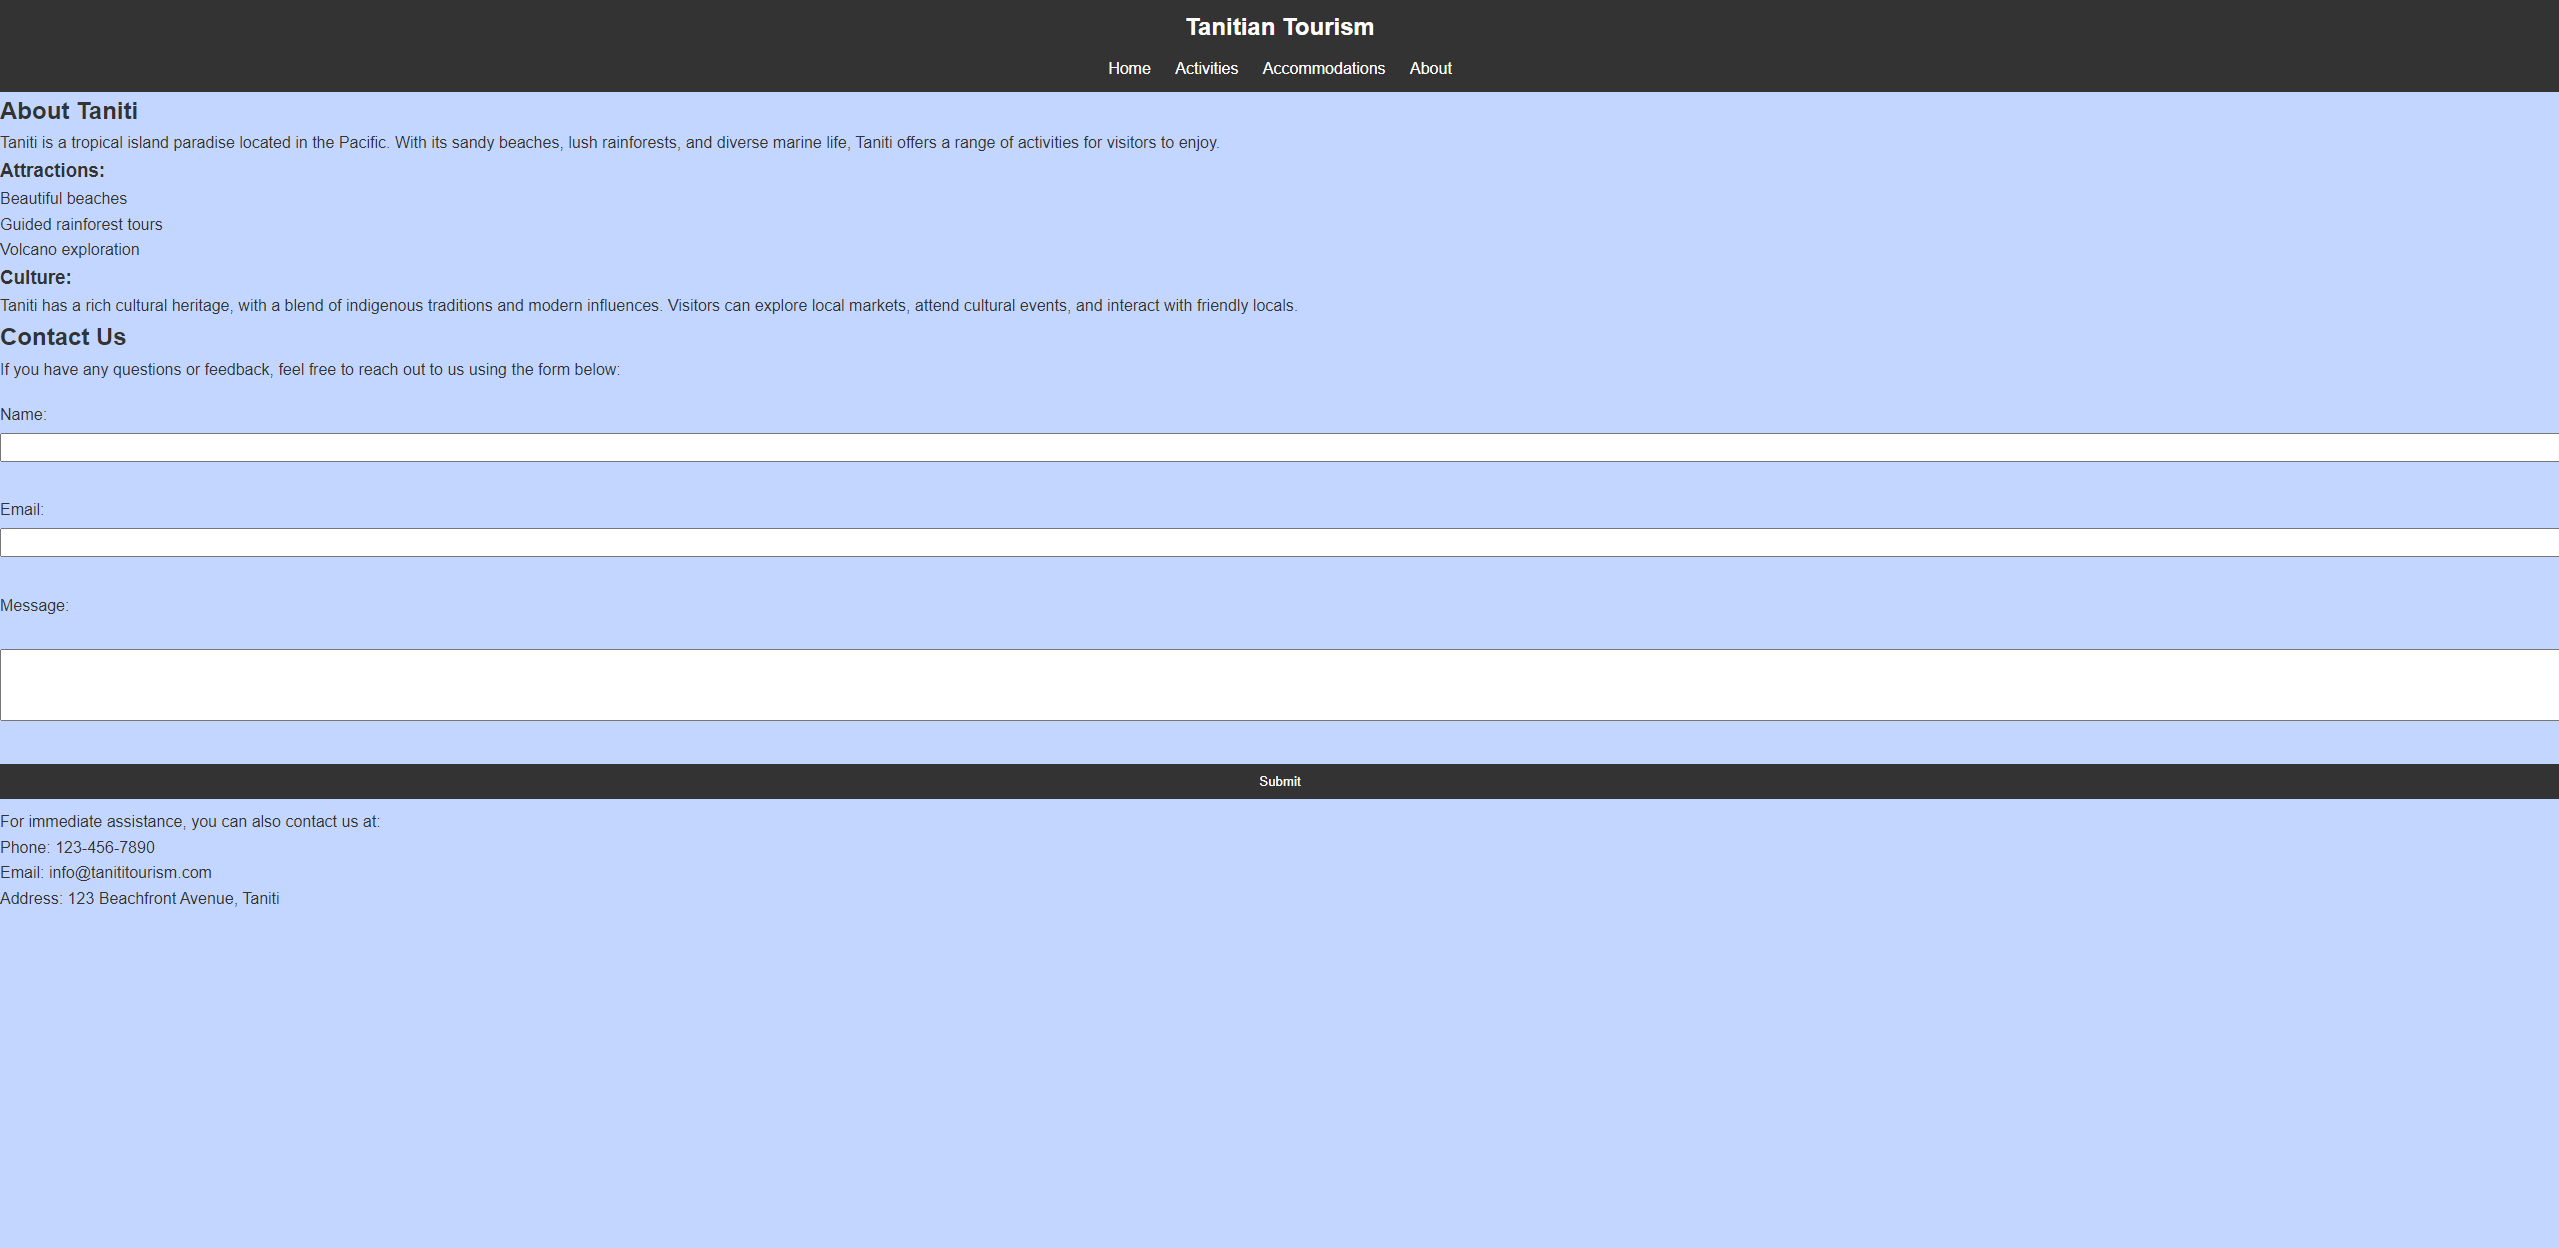 Tanitian Tourism
Home Activities Accommodations About
About Taniti
Taniti is a tropical island paradise located in the Pacific. With its sandy beaches, lush rainforests, and diverse marine life, Taniti offers a range of activities for visitors to enjoy.
Attractions:
Beautiful beaches
Guided rainforest tours
Volcano exploration
Culture:
Taniti has a rich cultural heritage, with a blend of indigenous traditions and modern influences. Visitors can explore local markets, attend cultural events, and interact with friendly locals.
Contact Us
If you have any questions or feedback, feel free to reach out to us using the form below:
Name:
Email:
Message:
Submit
For immediate assistance, you can also contact us at:
Phone: 123-456-7890
Email: info@tanititourism.com
Address: 123 Beachfront Avenue, Taniti